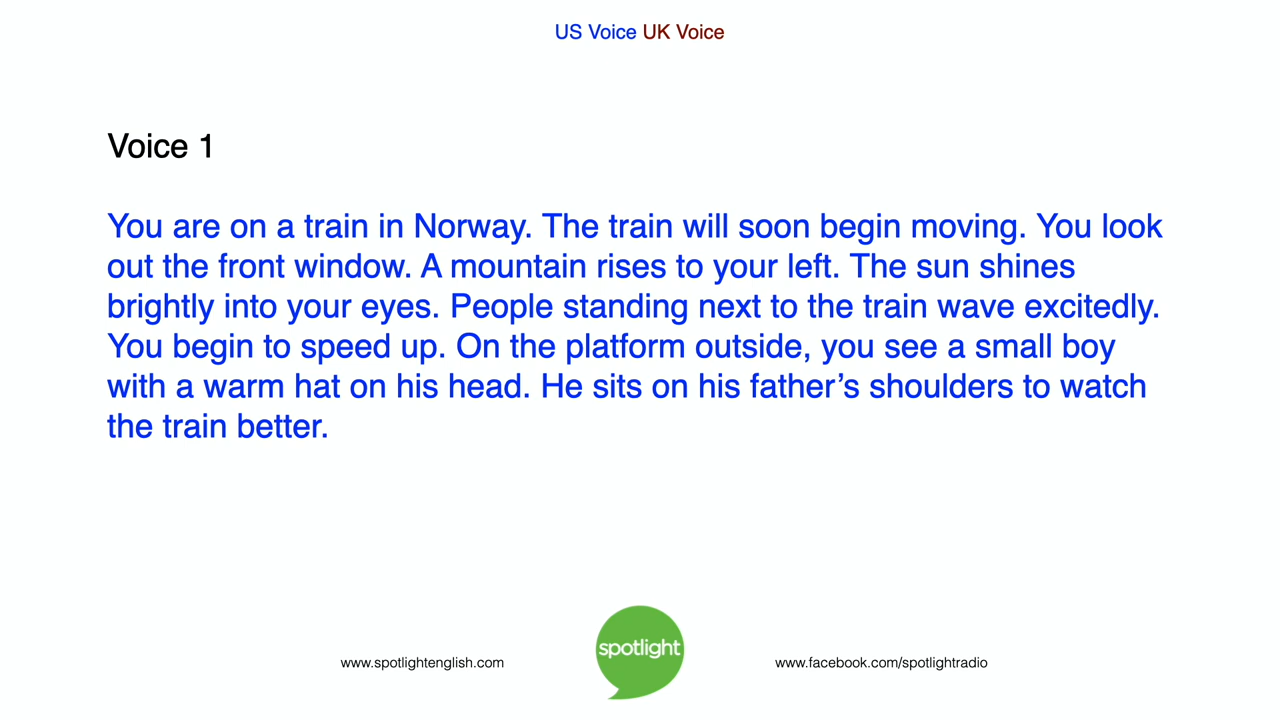 US Voice UK Voice
Voice 1
You are on a train in Norway. The train will soon begin moving. You look
out the front window. A mountain rises to your left. The sun shines
brightly into your eyes. People standing next to the train wave excitedly.
You begin to speed up. On the platform outside, you see a small boy
with a warm hat on his head. He sits on his father’s shoulders to watch
the train better.
spotlight
www.spotlightenglish.com
www.facebook.com/spotlightradio